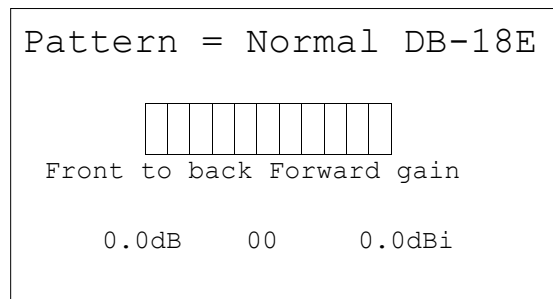 Pattern = Normal DB-18E
Front to back Forward gain
0.0dB 00 0.0dBi